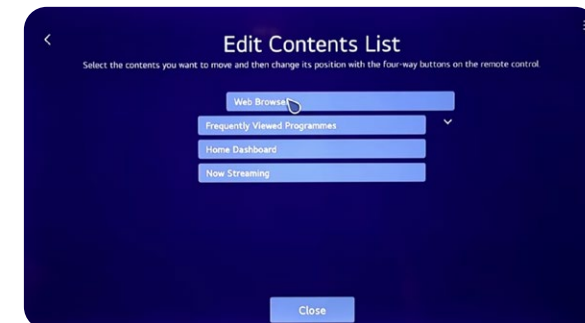 Edit Contents List
Select the contents you want to move and then change its position with the four-way buttons on the remote control.
Web Browser
Frequently Viewed Programmes
Home Dashboard
Now Streaming
Close